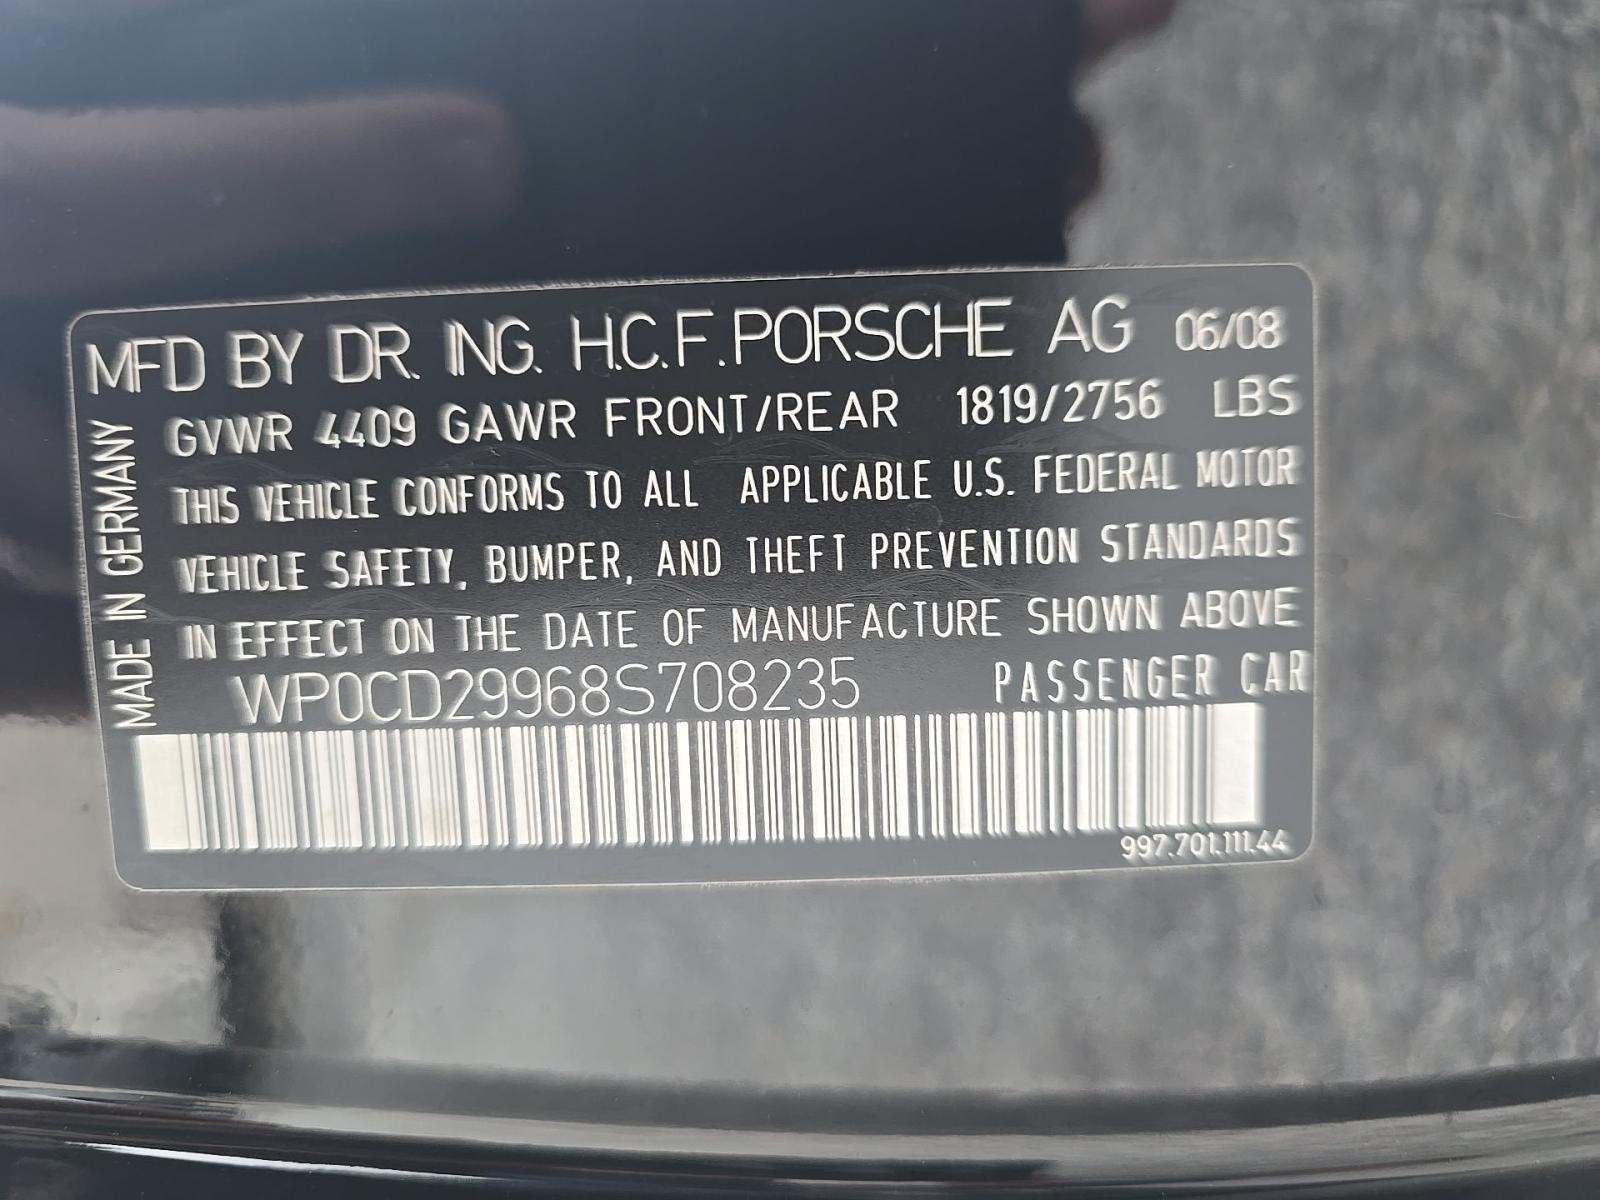 MFD BY DR. ING. H.C.F.PORSCHE AG 06/08
GVWR 4409 GAWR FRONT/REAR 1819/2756 LBS
THIS VEHICLE CONFORMS TO ALL APPLICABLE U.S. FEDERAL MOTOR
VEHICLE SAFETY, BUMPER, AND THEFT PREVENTION STANDARDS
IN EFFECT ON THE DATE OF MANUFACTURE SHOWN ABOVE
WP0CD29968S708235 PASSENGER CAR
997.701.111.44
MADE IN GERMANY